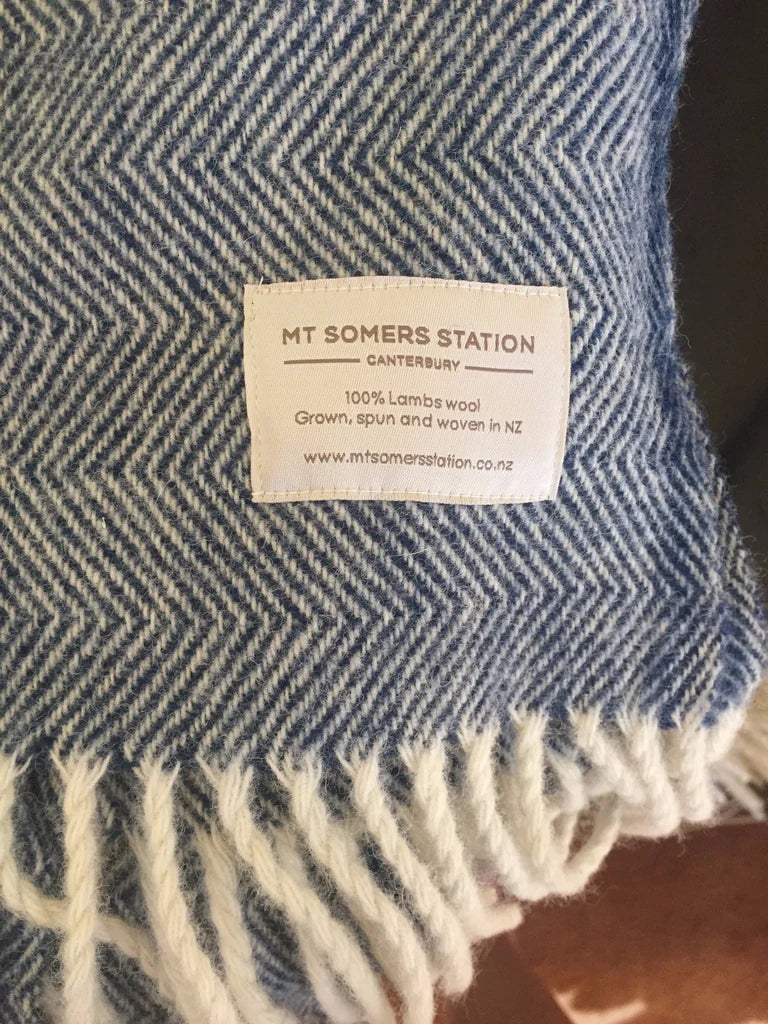 MT SOMERS STATION
CANTERBURY
100% Lambs wool
Grown, spun and woven in NZ
www.mtsomersstation.co.nz